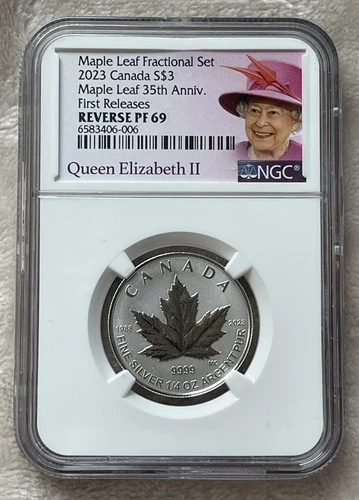 Maple Leaf Fractional Set
2023 Canada S$3
Maple Leaf 35th Anniv.
First Releases
REVERSE PF 69
6583406-006
Queen Elizabeth II
NGC
CANADA
1988 2023
9999
FINE SILVER 1/4 OZ ARGENT PUR